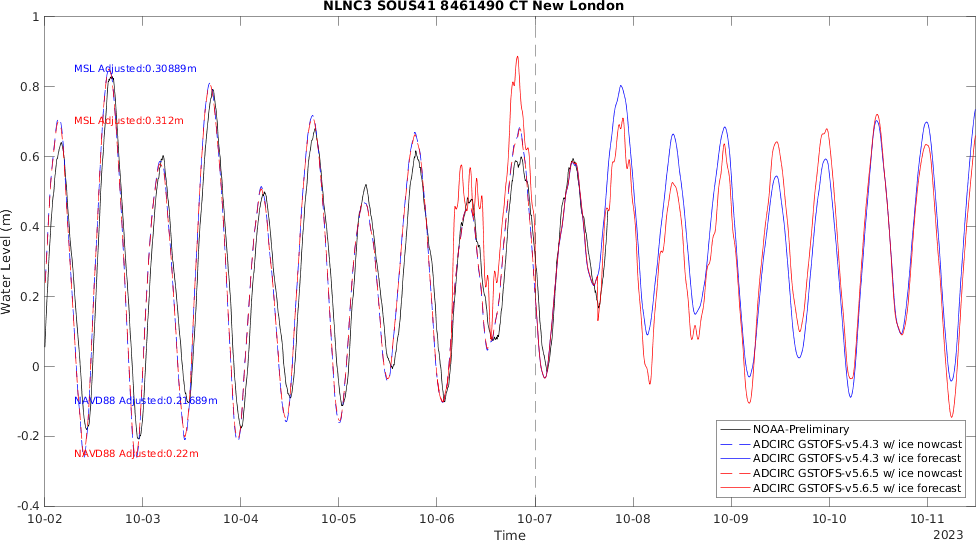 NLNC3 SOUS41 8461490 CT New London
1
0.8
0.6
0.4
0.2
0
-0.2
-0.4
Water Level (m)
MSL Adjusted:0.30889m
MSL Adjusted:0.312m
NAVD88 Adjusted:0.21689m
NAVD88 Adjusted:0.22m
NOAA-Preliminary
ADCIRC GSTOFS-v5.4.3 w/ ice nowcast
ADCIRC GSTOFS-v5.4.3 w/ ice forecast
ADCIRC GSTOFS-v5.6.5 w/ ice nowcast
ADCIRC GSTOFS-v5.6.5 w/ ice forecast
10-02 10-03 10-04 10-05 10-06 10-07 10-08 10-09 10-10 10-11
Time
2023